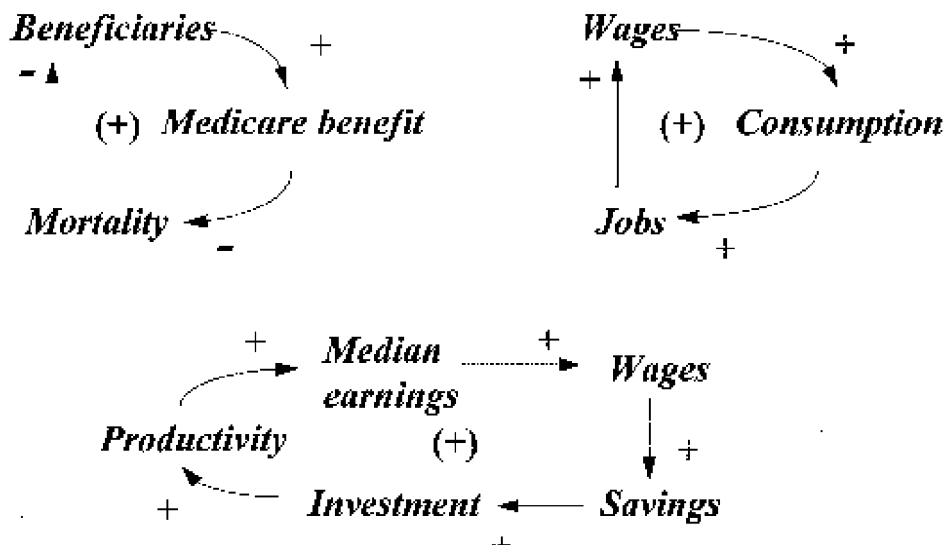 Beneficiaries + Wages +
- +
(+) Medicare benefit (+) Consumption
Mortality - Jobs +
+ Median earnings + Wages
Productivity (+) +
+ Investment + Savings